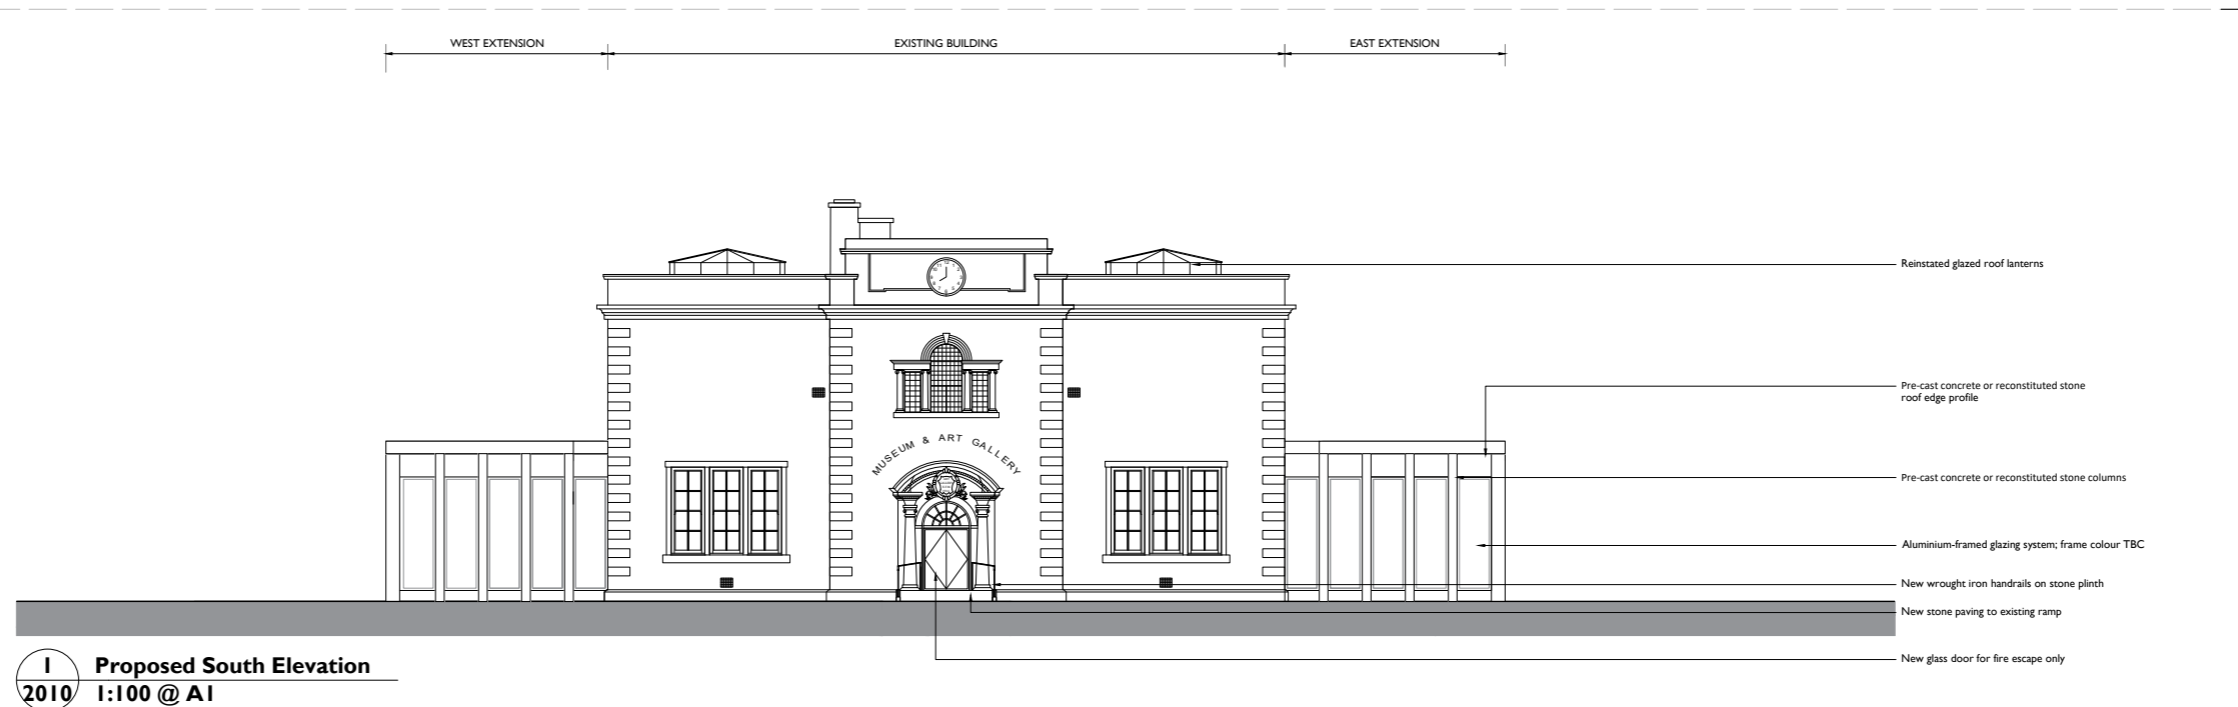 WEST EXTENSION
EXISTING BUILDING
EAST EXTENSION
Reinstated glazed roof lanterns
Pre-cast concrete or reconstituted stone
roof edge profile
MUSEUM & ART GALLERY
Pre-cast concrete or reconstituted stone columns
Aluminium-framed glazing system; frame colour TBC
New wrought iron handrails on stone plinth
New stone paving to existing ramp
New glass door for fire escape only
1 Proposed South Elevation
2010 1:100 @ A1